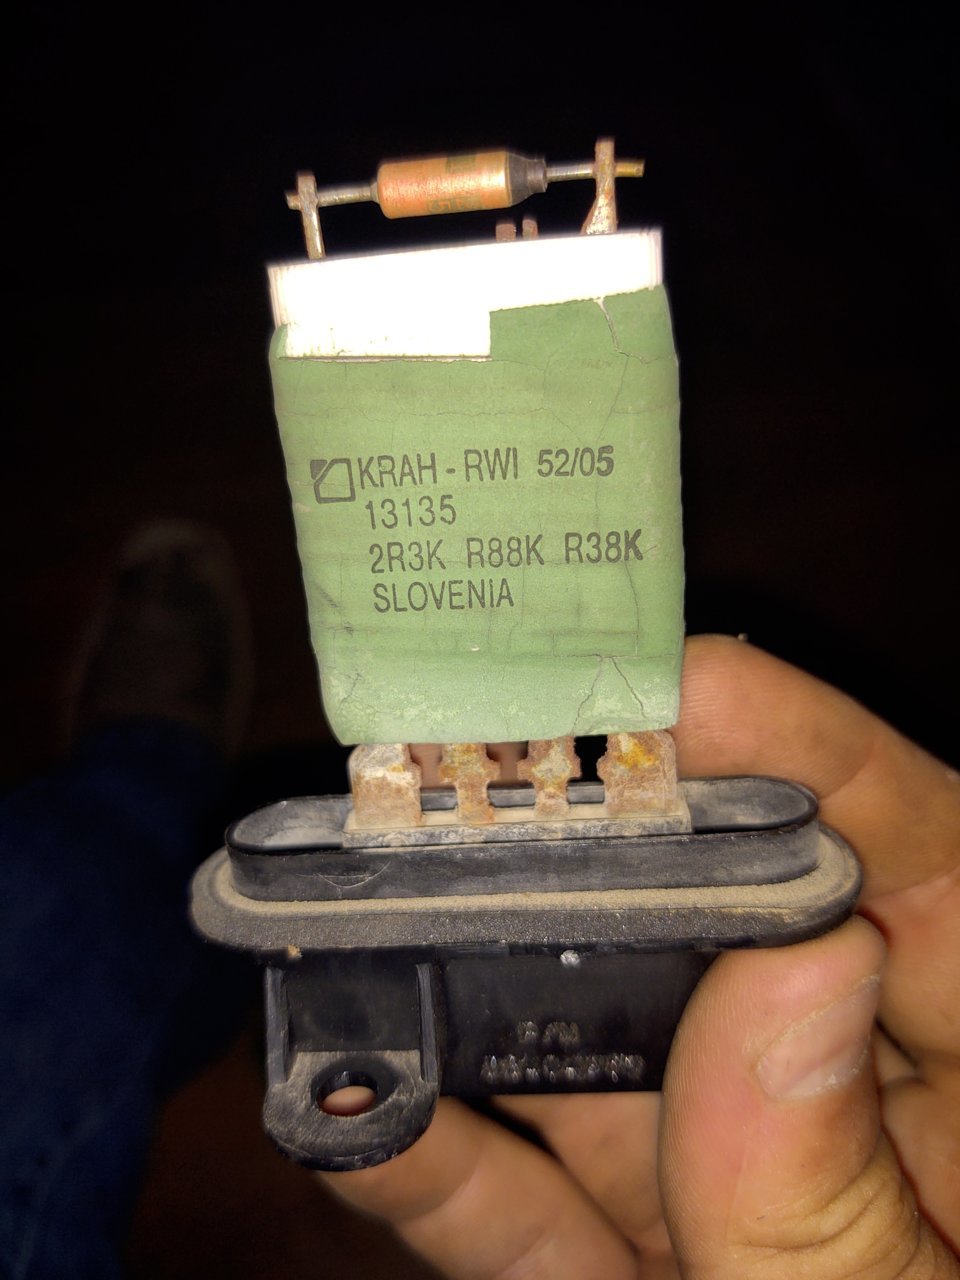 KRAH - RWI 52/05
13135
2R3K R88K R38K
SLOVENIA